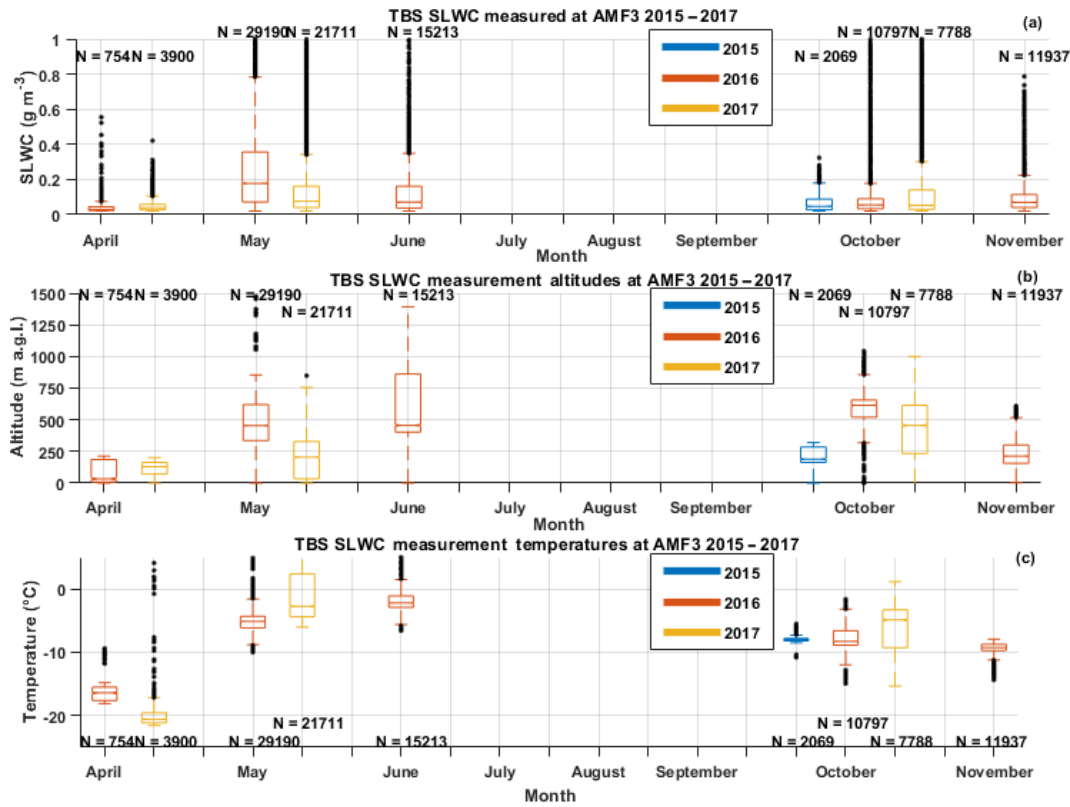 TBS SLWC measured at AMF3 2015–2017
(a)
N = 754 N = 3900 N = 29190 N = 21711 N = 15213 N = 2069 N = 10797 N = 7788 N = 11937
2015
2016
2017
1
0.8
0.6
0.4
0.2
0
SLWC (g m-3)
April May June July August September October November
Month
TBS SLWC measurement altitudes at AMF3 2015–2017
(b)
N = 754 N = 3900 N = 29190 N = 21711 N = 15213 N = 2069 N = 10797 N = 7788 N = 11937
2015
2016
2017
1500
1250
1000
750
500
250
0
Altitude (m a.g.l.)
April May June July August September October November
Month
TBS SLWC measurement temperatures at AMF3 2015–2017
(c)
2015
2016
2017
0
-10
-20
Temperature (°C)
N = 754 N = 3900 N = 29190 N = 21711 N = 15213 N = 2069 N = 10797 N = 7788 N = 11937
April May June July August September October November
Month